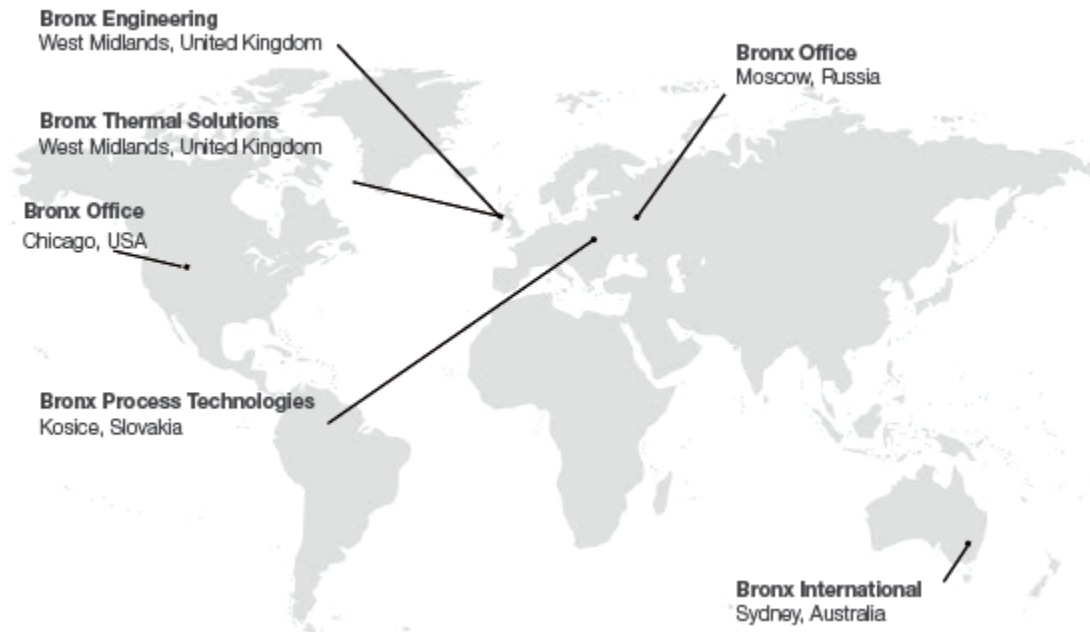 Bronx Engineering
West Midlands, United Kingdom
Bronx Office
Moscow, Russia
Bronx Thermal Solutions
West Midlands, United Kingdom
Bronx Office
Chicago, USA
Bronx Process Technologies
Kosice, Slovakia
Bronx International
Sydney, Australia